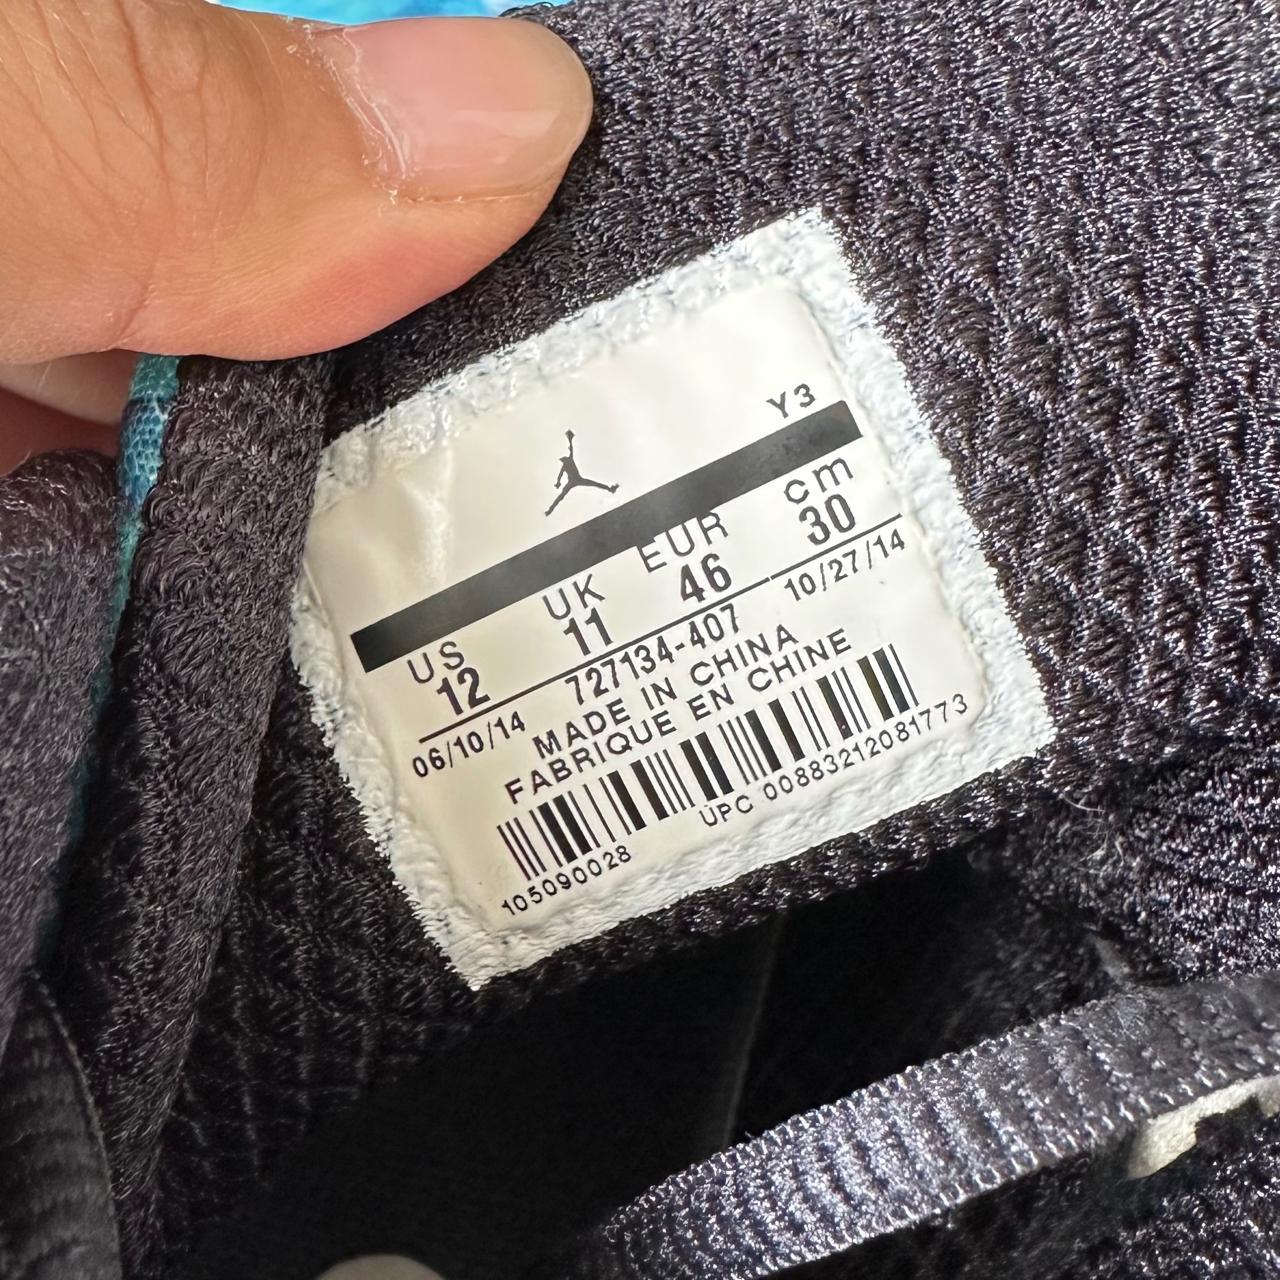 Y3
US UK EUR cm
12 11 46 30
06/10/14 727134-407 10/27/14
MADE IN CHINA
FABRIQUE EN CHINE
105090028 UPC 00883212081773